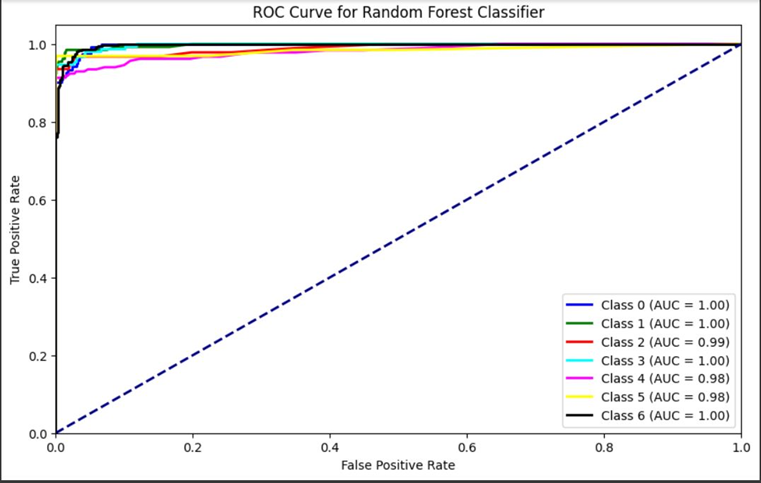 ROC Curve for Random Forest Classifier
1.0
0.8
0.6
0.4
0.2
0.0
True Positive Rate
Class 0 (AUC = 1.00)
Class 1 (AUC = 1.00)
Class 2 (AUC = 0.99)
Class 3 (AUC = 1.00)
Class 4 (AUC = 0.98)
Class 5 (AUC = 0.98)
Class 6 (AUC = 1.00)
0.0 0.2 0.4 0.6 0.8 1.0
False Positive Rate